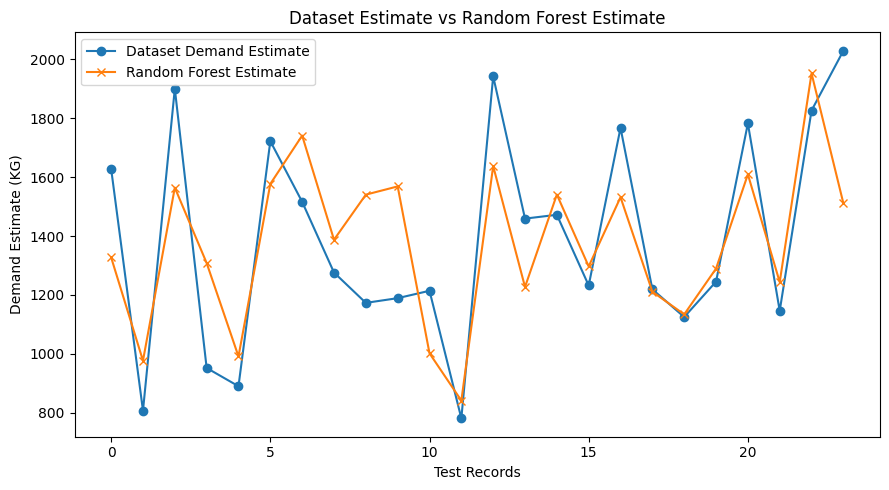 Dataset Estimate vs Random Forest Estimate
Dataset Demand Estimate
Random Forest Estimate
Demand Estimate (KG)
2000
1800
1600
1400
1200
1000
800
0 5 10 15 20
Test Records